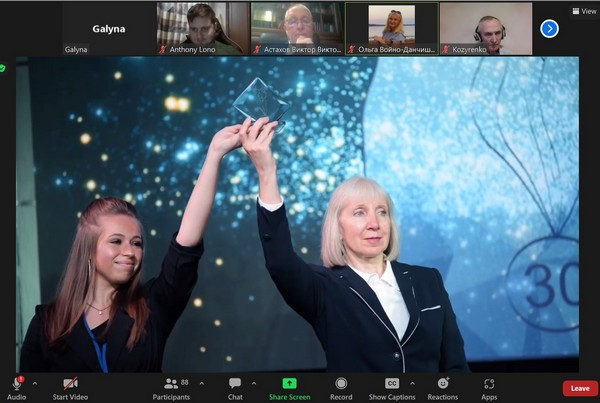 View
Galyna
Galyna
Anthony Lono
Астахов Виктор Викто...
Ольга Войно-Данчиш...
Kozyrenko
30
88
Audio
Start Video
Participants
Chat
Share Screen
Record
CC
Show Captions
Reactions
Apps
Leave